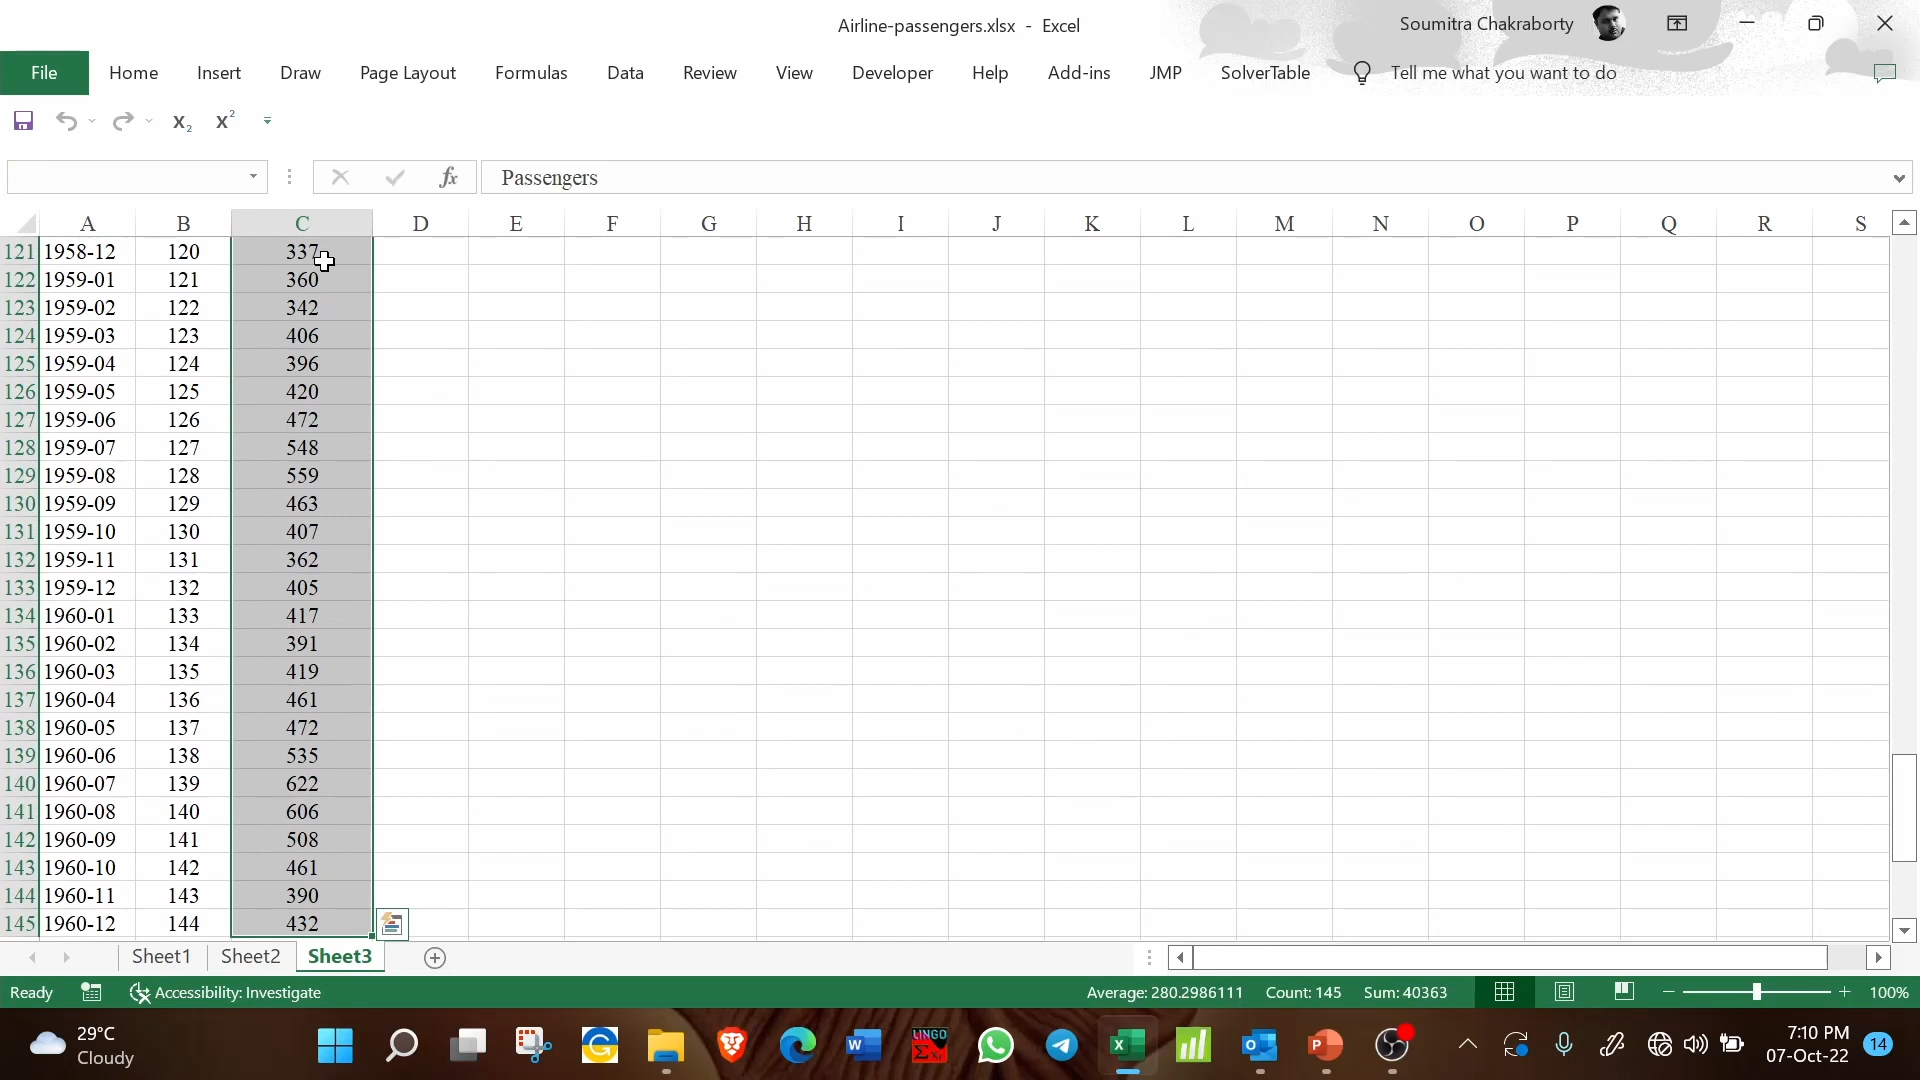 Airline-passengers.xlsx - Excel
Soumitra Chakraborty
File Home Insert Draw Page Layout Formulas Data Review View Developer Help Add-ins JMP SolverTable Tell me what you want to do
X₂ X²
fx Passengers
A B C D E F G H I J K L M N O P Q R S
121 1958-12 120 337
122 1959-01 121 360
123 1959-02 122 342
124 1959-03 123 406
125 1959-04 124 396
126 1959-05 125 420
127 1959-06 126 472
128 1959-07 127 548
129 1959-08 128 559
130 1959-09 129 463
131 1959-10 130 407
132 1959-11 131 362
133 1959-12 132 405
134 1960-01 133 417
135 1960-02 134 391
136 1960-03 135 419
137 1960-04 136 461
138 1960-05 137 472
139 1960-06 138 535
140 1960-07 139 622
141 1960-08 140 606
142 1960-09 141 508
143 1960-10 142 461
144 1960-11 143 390
145 1960-12 144 432
Sheet1 Sheet2 Sheet3
Ready Accessibility: Investigate Average: 280.2986111 Count: 145 Sum: 40363 100%
29°C
Cloudy
LINGO
7:10 PM
07-Oct-22
14